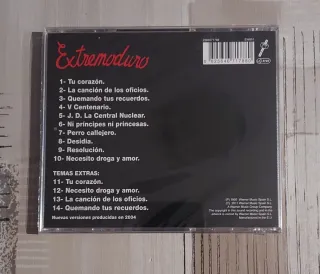 Extremoduro
1- Tu corazón.
2- La canción de los oficios.
3- Quemando tus recuerdos.
4- V Centenario.
5- J. D. La Central Nuclear.
6- Ni príncipes ni princesas.
7- Perro callejero.
8- Desidia.
9- Resolución.
10- Necesito droga y amor.
TEMAS EXTRAS:
11- Tu corazón.
12- Necesito droga y amor.
13- La canción de los oficios.
14- Quemando tus recuerdos.
Nuevas versiones producidas en 2004